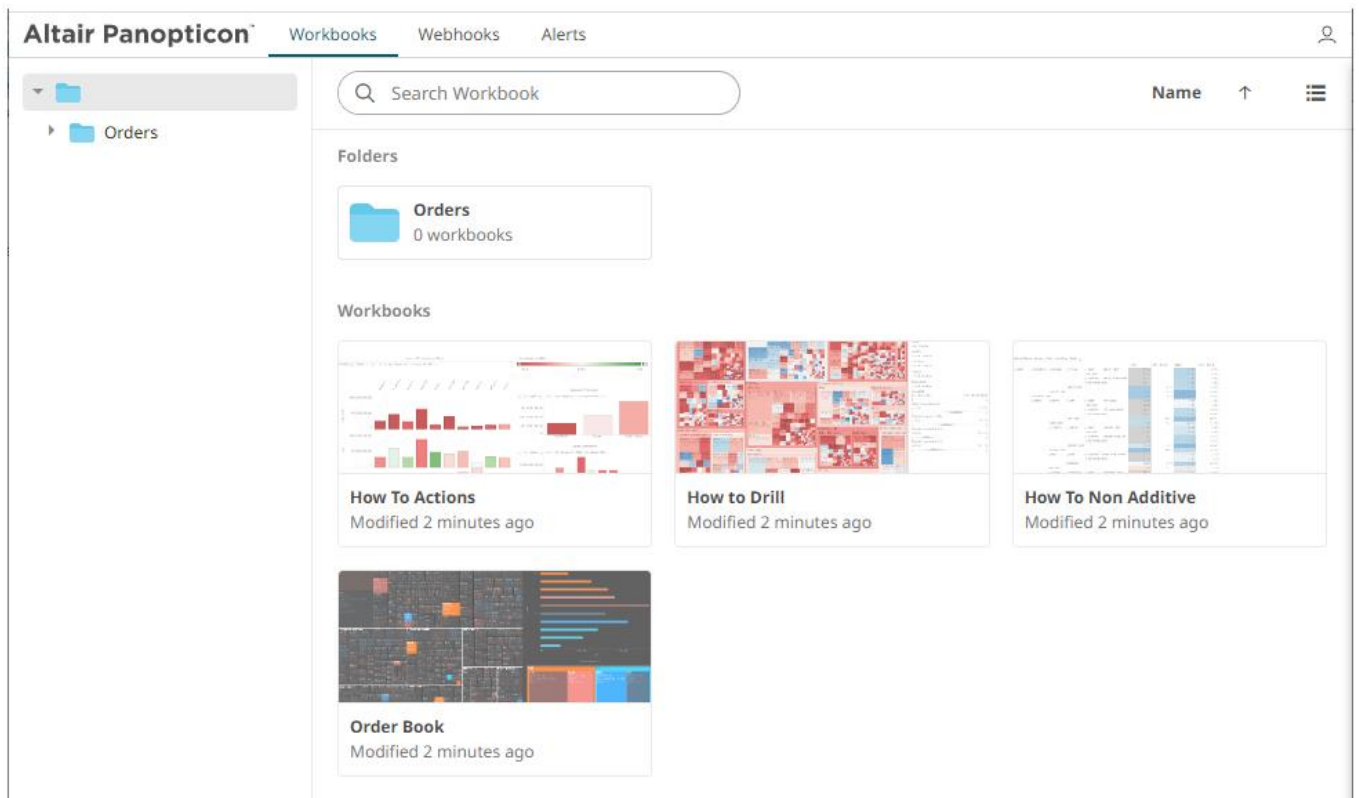 Altair Panopticon™ Workbooks Webhooks Alerts
Search Workbook Name ↑
Orders
Folders
Orders
0 workbooks
Workbooks
How To Actions How to Drill How To Non Additive
Modified 2 minutes ago Modified 2 minutes ago Modified 2 minutes ago
Order Book
Modified 2 minutes ago